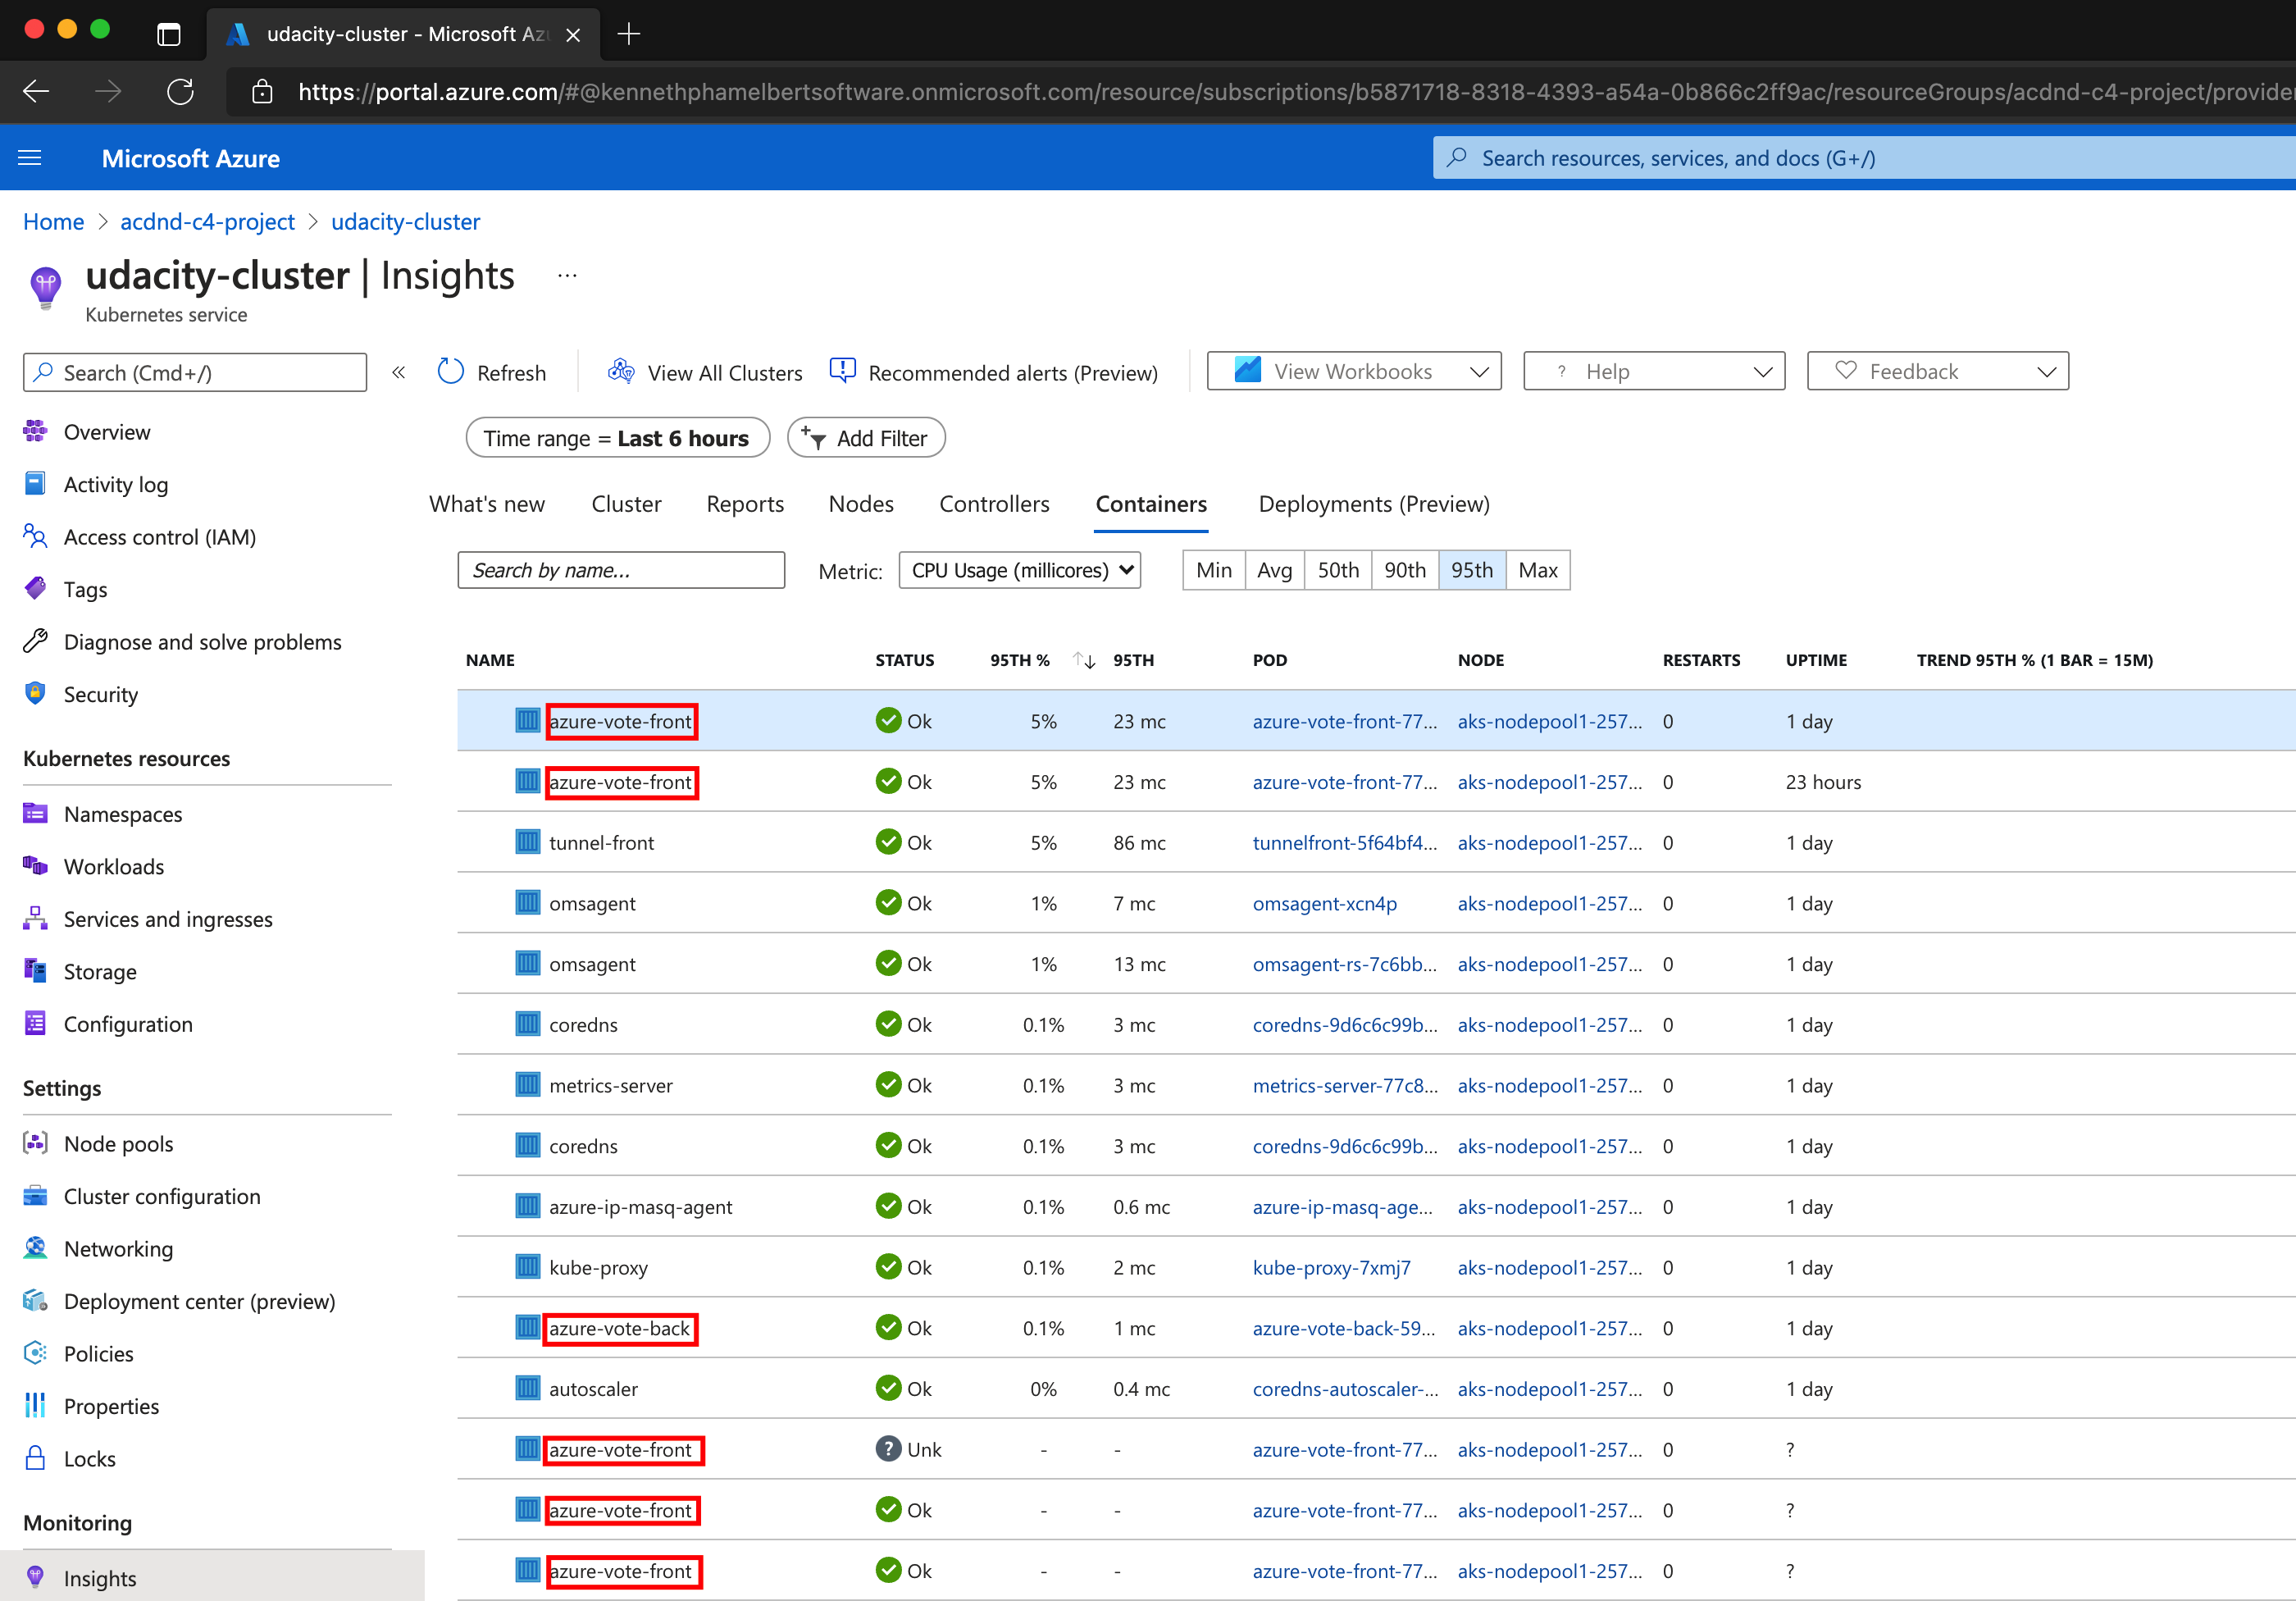 udacity-cluster - Microsoft Az
https://portal.azure.com/#@kennethphamelbertsoftware.onmicrosoft.com/resource/subscriptions/b5871718-8318-4393-a54a-0b866c2ff9ac/resourceGroups/acdnd-c4-project/provider
Microsoft Azure
Search resources, services, and docs (G+/)
Home > acdnd-c4-project > udacity-cluster
udacity-cluster | Insights ...
Kubernetes service
Search (Cmd+/) « Refresh View All Clusters Recommended alerts (Preview) View Workbooks ? Help Feedback
Time range = Last 6 hours Add Filter
What's new Cluster Reports Nodes Controllers Containers Deployments (Preview)
Search by name... Metric: CPU Usage (millicores) Min Avg 50th 90th 95th Max
Overview
Activity log
Access control (IAM)
Tags
Diagnose and solve problems
Security
Kubernetes resources
Namespaces
Workloads
Services and ingresses
Storage
Configuration
Settings
Node pools
Cluster configuration
Networking
Deployment center (preview)
Policies
Properties
Locks
Monitoring
Insights
NAME STATUS 95TH % ↑↓ 95TH POD NODE RESTARTS UPTIME TREND 95TH % (1 BAR = 15M)
azure-vote-front Ok 5% 23 mc azure-vote-front-77... aks-nodepool1-257... 0 1 day
azure-vote-front Ok 5% 23 mc azure-vote-front-77... aks-nodepool1-257... 0 23 hours
tunnel-front Ok 5% 86 mc tunnelfront-5f64bf4... aks-nodepool1-257... 0 1 day
omsagent Ok 1% 7 mc omsagent-xcn4p aks-nodepool1-257... 0 1 day
omsagent Ok 1% 13 mc omsagent-rs-7c6bb... aks-nodepool1-257... 0 1 day
coredns Ok 0.1% 3 mc coredns-9d6c6c99b... aks-nodepool1-257... 0 1 day
metrics-server Ok 0.1% 3 mc metrics-server-77c8... aks-nodepool1-257... 0 1 day
coredns Ok 0.1% 3 mc coredns-9d6c6c99b... aks-nodepool1-257... 0 1 day
azure-ip-masq-agent Ok 0.1% 0.6 mc azure-ip-masq-age... aks-nodepool1-257... 0 1 day
kube-proxy Ok 0.1% 2 mc kube-proxy-7xmj7 aks-nodepool1-257... 0 1 day
azure-vote-back Ok 0.1% 1 mc azure-vote-back-59... aks-nodepool1-257... 0 1 day
autoscaler Ok 0% 0.4 mc coredns-autoscaler-... aks-nodepool1-257... 0 1 day
azure-vote-front ? Unk - - azure-vote-front-77... aks-nodepool1-257... 0 ?
azure-vote-front Ok - - azure-vote-front-77... aks-nodepool1-257... 0 ?
azure-vote-front Ok - - azure-vote-front-77... aks-nodepool1-257... 0 ?